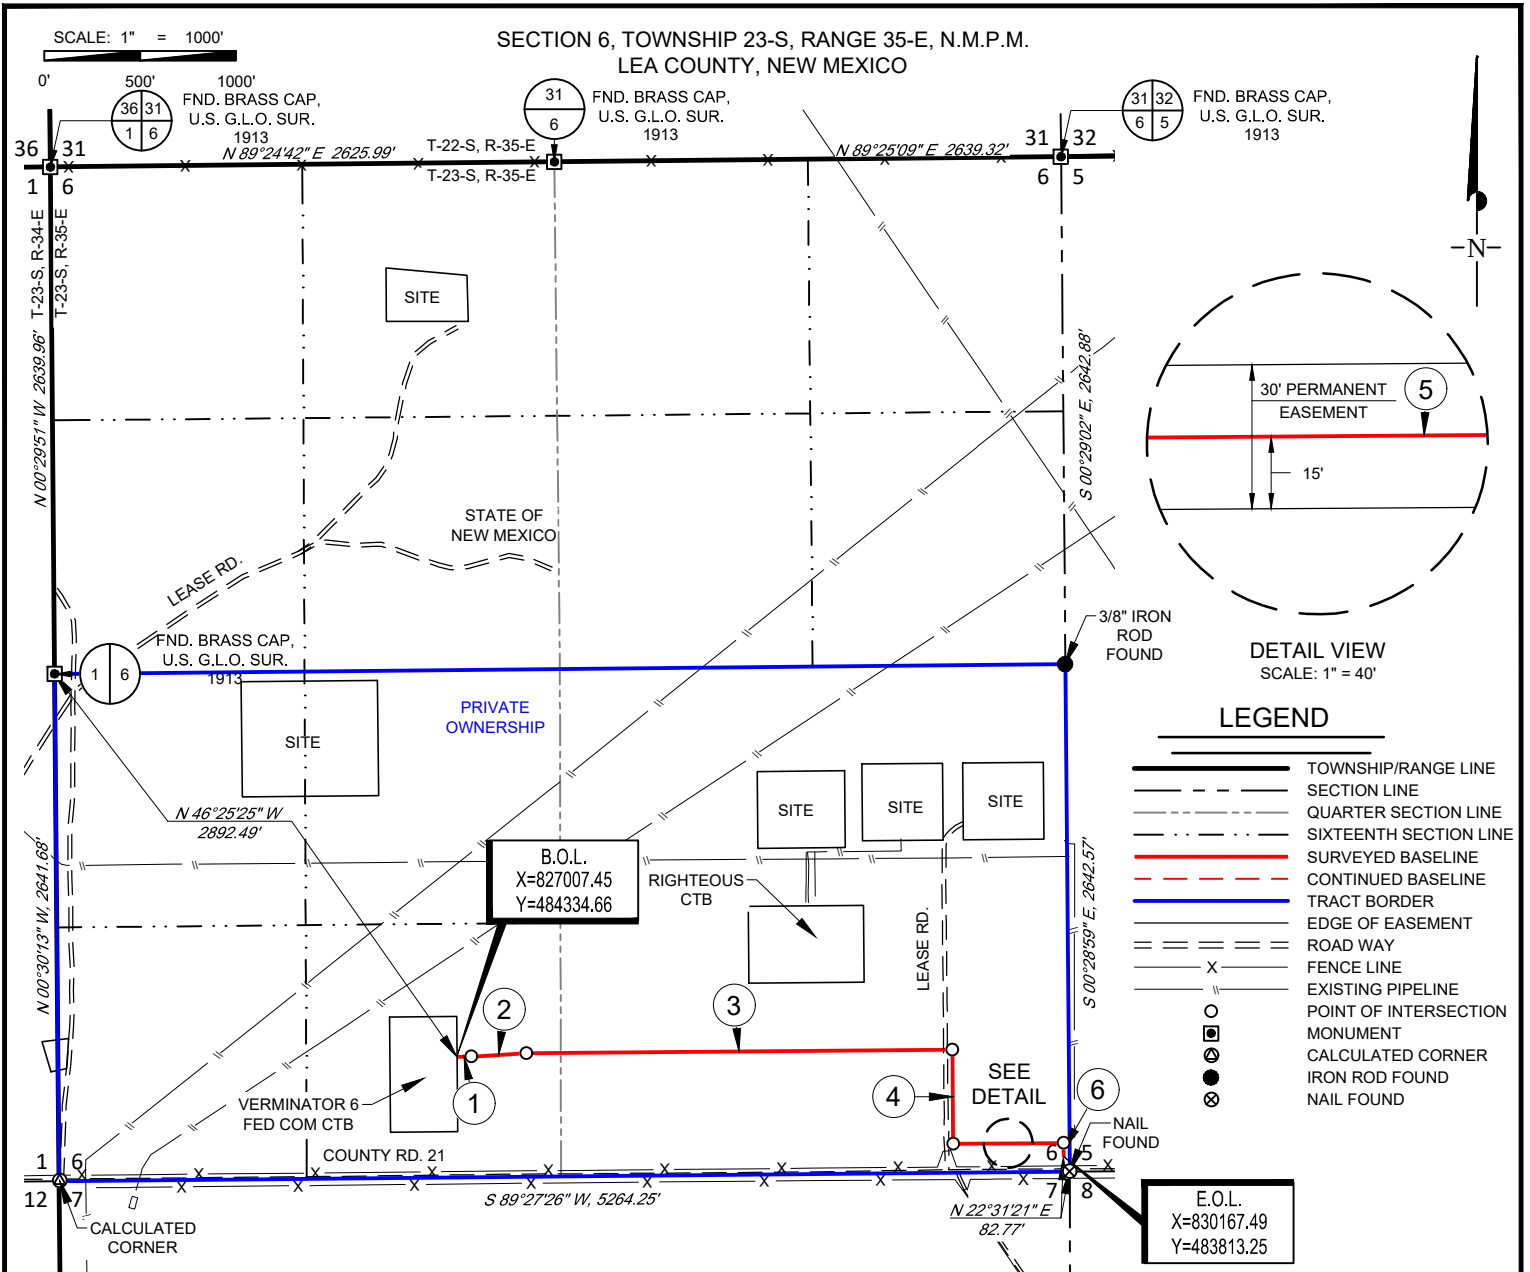 SCALE: 1" = 1000'
0' 500' 1000'
SECTION 6, TOWNSHIP 23-S, RANGE 35-E, N.M.P.M.
LEA COUNTY, NEW MEXICO
36 31
1 6
FND. BRASS CAP,
U.S. G.L.O. SUR.
1913
31
6
FND. BRASS CAP,
U.S. G.L.O. SUR.
1913
31 32
6 5
FND. BRASS CAP,
U.S. G.L.O. SUR.
1913
36 31
1 6
N 89°24'42" E 2625.99'
T-22-S, R-35-E
T-23-S, R-35-E
N 89°25'09" E 2639.32'
31 32
6 5
T-23-S, R-34-E
T-23-S, R-35-E
N 00°29'51" W 2639.96'
S 00°29'02" E, 2642.88'
N
SITE
STATE OF
NEW MEXICO
LEASE RD.
30' PERMANENT
EASEMENT
5
15'
DETAIL VIEW
SCALE: 1" = 40'
1 6
FND. BRASS CAP,
U.S. G.L.O. SUR.
1913
3/8" IRON
ROD
FOUND
PRIVATE
OWNERSHIP
SITE
SITE
SITE
SITE
N 46°25'25" W
2892.49'
N 00°30'13" W, 2641.68'
B.O.L.
X=827007.45
Y=484334.66
RIGHTEOUS
CTB
LEASE RD.
S 00°28'59" E, 2642.57'
LEGEND
TOWNSHIP/RANGE LINE
SECTION LINE
QUARTER SECTION LINE
SIXTEENTH SECTION LINE
SURVEYED BASELINE
CONTINUED BASELINE
TRACT BORDER
EDGE OF EASEMENT
ROAD WAY
X FENCE LINE
EXISTING PIPELINE
POINT OF INTERSECTION
MONUMENT
CALCULATED CORNER
IRON ROD FOUND
NAIL FOUND
1
2
3
4
6
SEE
DETAIL
VERMINATOR 6
FED COM CTB
COUNTY RD. 21
NAIL
FOUND
1 6
12 7
6 5
7 8
CALCULATED
CORNER
S 89°27'26" W, 5264.25'
N 22°31'21" E
82.77'
E.O.L.
X=830167.49
Y=483813.25